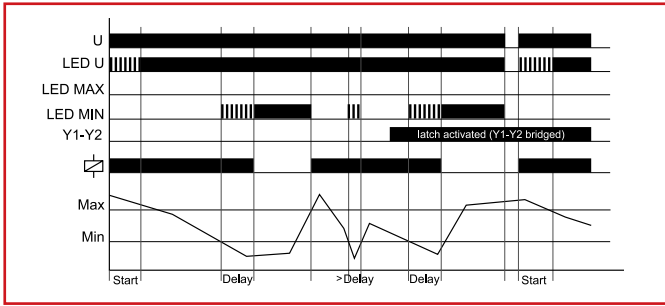 U
LED U
LED MAX
LED MIN
Y1-Y2
latch activated (Y1-Y2 bridged)
Max
Min
Start Delay >Delay Delay Start